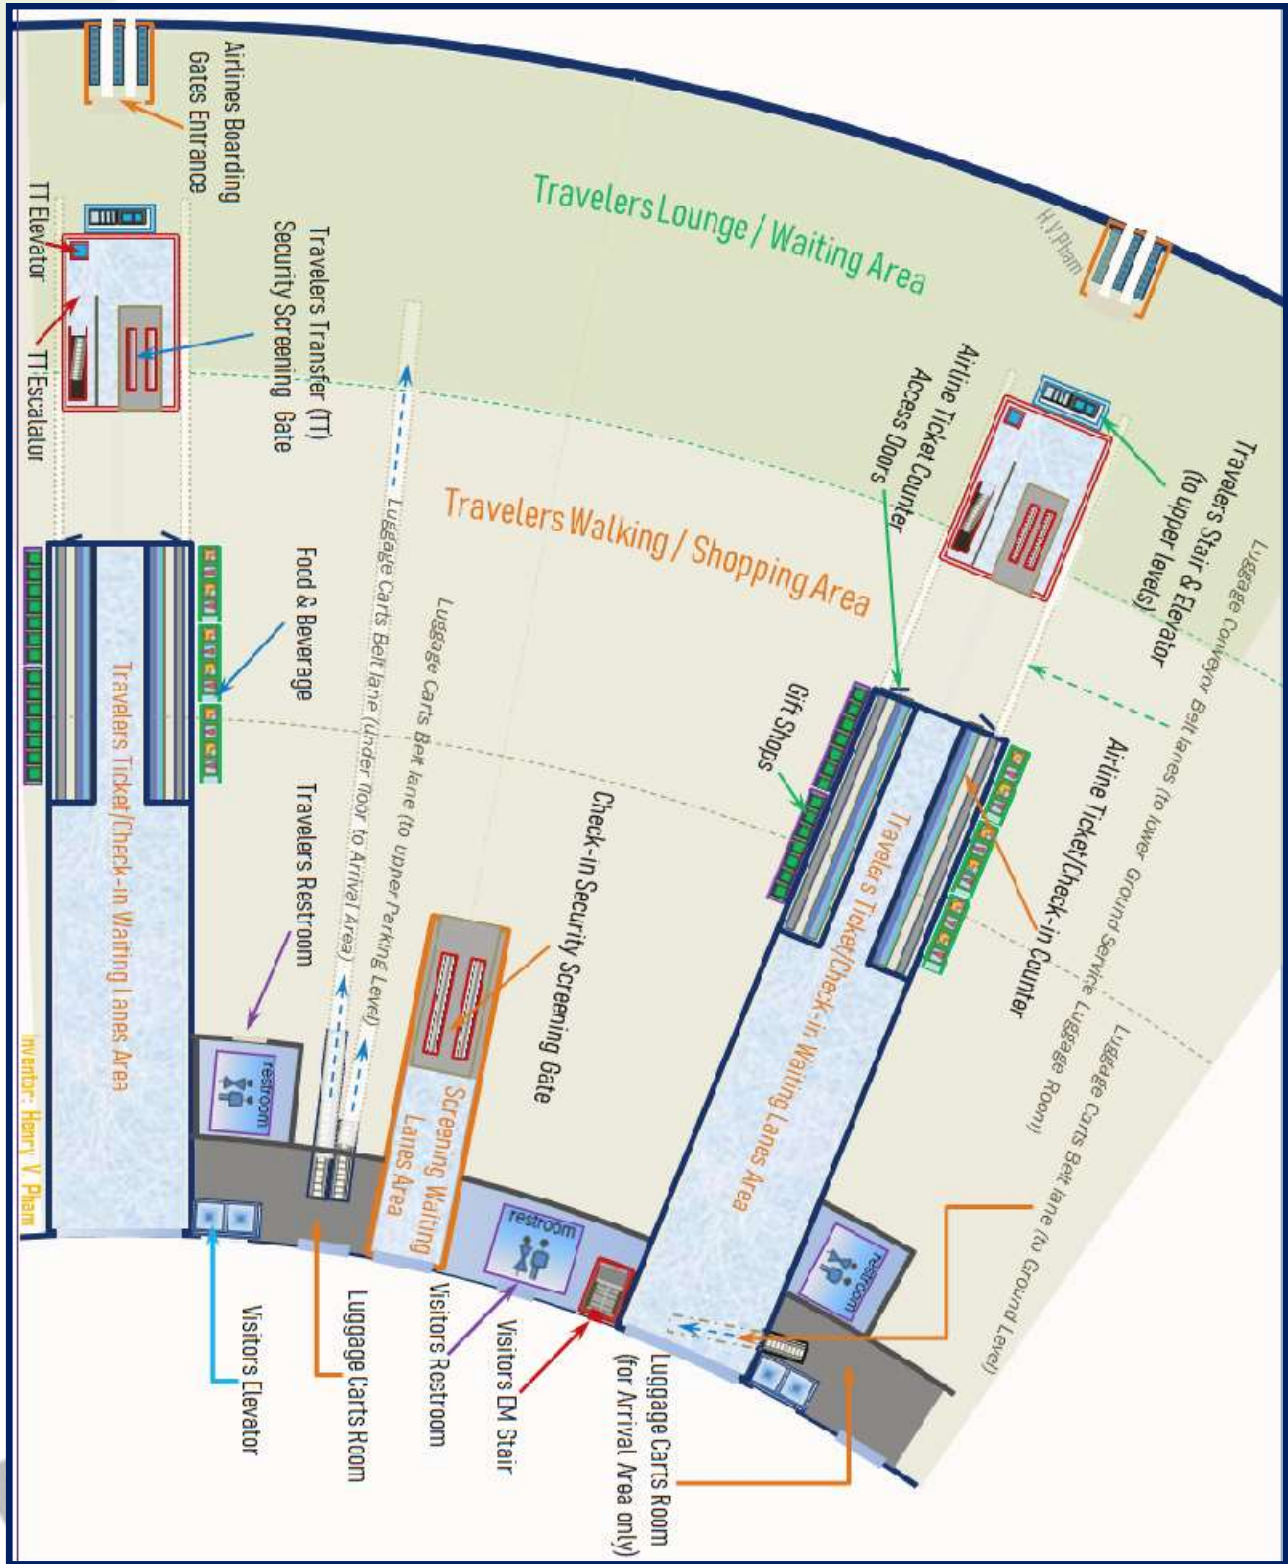 Airlines Boarding
Gates Entrance
TT Elevator
TT Escalatur
Travelers Transfer (TT)
Security Screening Gate
Travelers Lounge / Waiting Area
H.V.Pham
Airline Ticket Counter
Access Doors
Travelers Stair & Elevator
(to upper levels)
Luggage Conveyor Belt lanes (to lower Ground Service Luggage Room)
Travelers Walking / Shopping Area
Luggage Carts Belt lane (under floor to Arrival Area)
Luggage Carts Belt lane (to upper Parking Level)
Food & Beverage
Gift Shops
Airline Ticket/Check-in Counter
Travelers Ticket/Check-in Waiting Lanes Area
Travelers Ticket/Check-in Waiting Lanes Area
Travelers Restroom
Check-in Security Screening Gate
Luggage Carts Belt lane (to Ground Level)
restroom
Screening Waiting
Lanes Area
restroom
restroom
Inventor: Henry V. Pham
Visitors Elevator
Luggage Carts Room
Visitors Restroom
Visitors EM Stair
Luggage Carts Room
(for Arrival Area only)